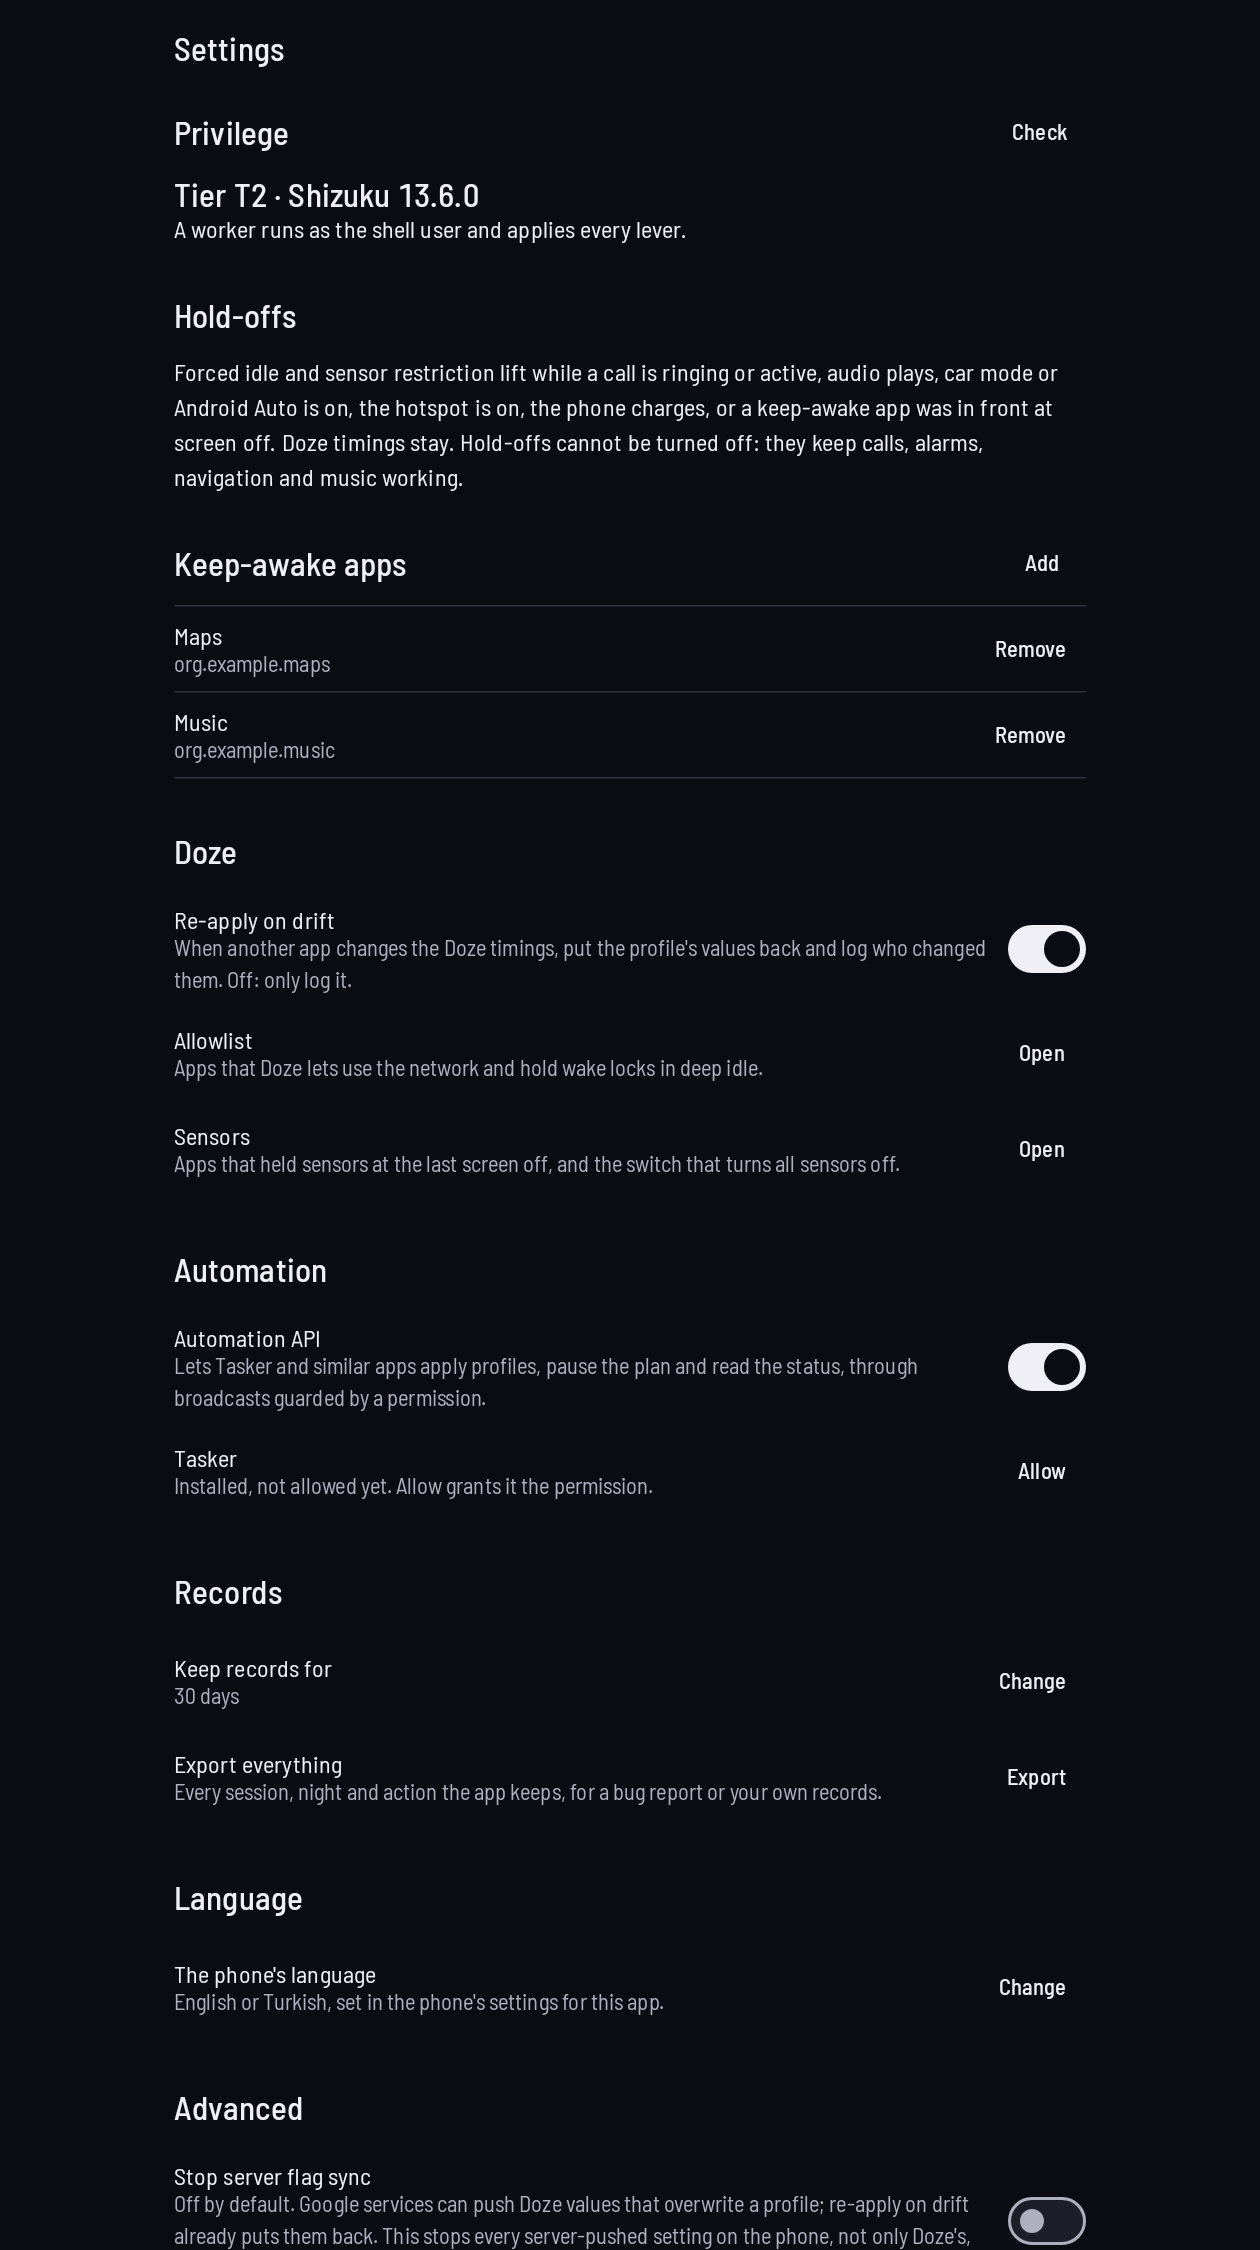 Settings
Privilege
Check
Tier T2 · Shizuku 13.6.0
A worker runs as the shell user and applies every lever.
Hold-offs
Forced idle and sensor restriction lift while a call is ringing or active, audio plays, car mode or
Android Auto is on, the hotspot is on, the phone charges, or a keep-awake app was in front at
screen off. Doze timings stay. Hold-offs cannot be turned off: they keep calls, alarms,
navigation and music working.
Keep-awake apps
Add
Maps
org.example.maps
Remove
Music
org.example.music
Remove
Doze
Re-apply on drift
When another app changes the Doze timings, put the profile's values back and log who changed
them. Off: only log it.
Allowlist
Apps that Doze lets use the network and hold wake locks in deep idle.
Open
Sensors
Apps that held sensors at the last screen off, and the switch that turns all sensors off.
Open
Automation
Automation API
Lets Tasker and similar apps apply profiles, pause the plan and read the status, through
broadcasts guarded by a permission.
Tasker
Installed, not allowed yet. Allow grants it the permission.
Allow
Records
Keep records for
30 days
Change
Export everything
Every session, night and action the app keeps, for a bug report or your own records.
Export
Language
The phone's language
English or Turkish, set in the phone's settings for this app.
Change
Advanced
Stop server flag sync
Off by default. Google services can push Doze values that overwrite a profile; re-apply on drift
already puts them back. This stops every server-pushed setting on the phone, not only Doze's,